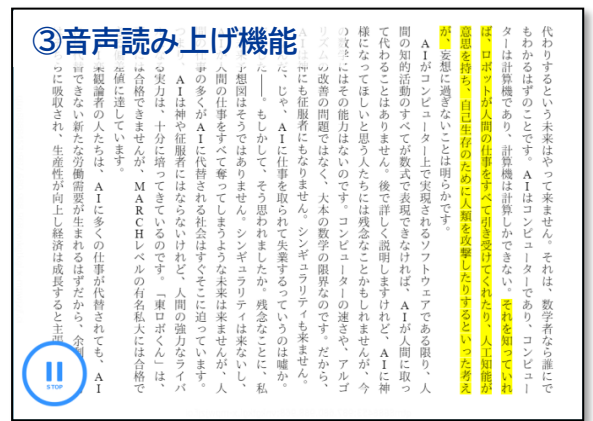 ③音声読み上げ機能
代わりするという未来はやって来ません。それは、数学者なら誰にで
もわかるはずのことです。AIはコンピューターであり、コンピュー
ターは計算機であり、計算機は計算しかできない。それを知っていれ
ば、ロボットが人間の仕事をすべて引き受けてくれたり、人工知能が
意思を持ち、自己生存のために人類を攻撃したりするといった考え
が、妄想に過ぎないことは明らかです。
AIがコンピューター上で実現されるソフトウェアである限り、人
間の知的活動のすべてが数式で表現できなければ、AIが人間に取っ
て代わることはありません。後で詳しく説明しますけれど、AIに神
様になってほしいと思う人たちには残念なことかもしれませんが、今
の数学にはその能力はないのです。コンピューターの速さや、アルゴ
リズムの改善の問題ではなく、大本の数学の限界なのです。だから、
AIは神にも征服者にもなりません。シンギュラリティも来ません。
だ、じゃ、AIに仕事を取られて失業するっていうのは嘘か。
た——。もしかして、そう思われましたか。残念なことに、私
予想図はそうではありません。シンギュラリティは来ないし、
人間の仕事をすべて奪ってしまうような未来は来ませんが、人
事の多くがAIに代替される社会はすぐそこに迫っています。
、AIは神や征服者にはならないけれど、人間の強力なライバ
る実力は、十分に培ってきているのです。「東ロボくん」は、
は合格できませんが、MARCHレベルの有名私大には合格で
差値に達しています。
楽観論者の人たちは、AIに多くの仕事が代替されても、AI
できない新たな労働需要が生まれるはずだから、余剰
ちに吸収され、生産性が向上し経済は成長すると主張
STOP